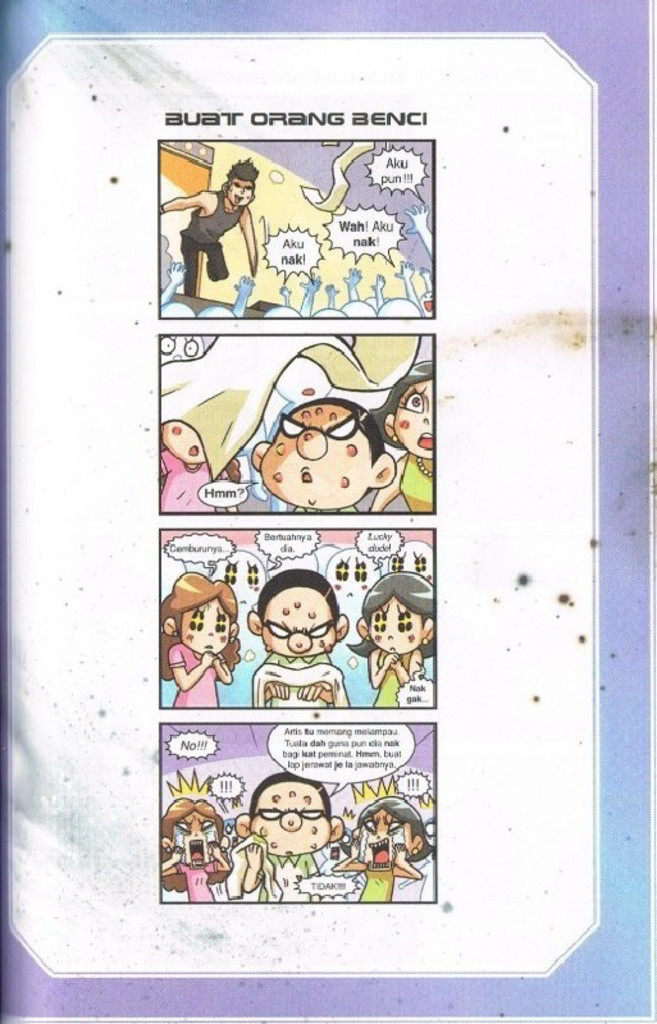 BUAT ORANG BENCI
Aku
pun !!!
Wah! Aku
nak!
Aku
nak!
Hmm?
Cemburunya...
Bertuahnya
dia.
Lucky
dude!
Nak
gak...
Artis itu memang melampau.
Tuala dah guna pun dia nak
bagi kat peminat. Hmm, buat
lap jerawat je la jawabnya.
No!!!
!!!
!!!
TIDAK!!!